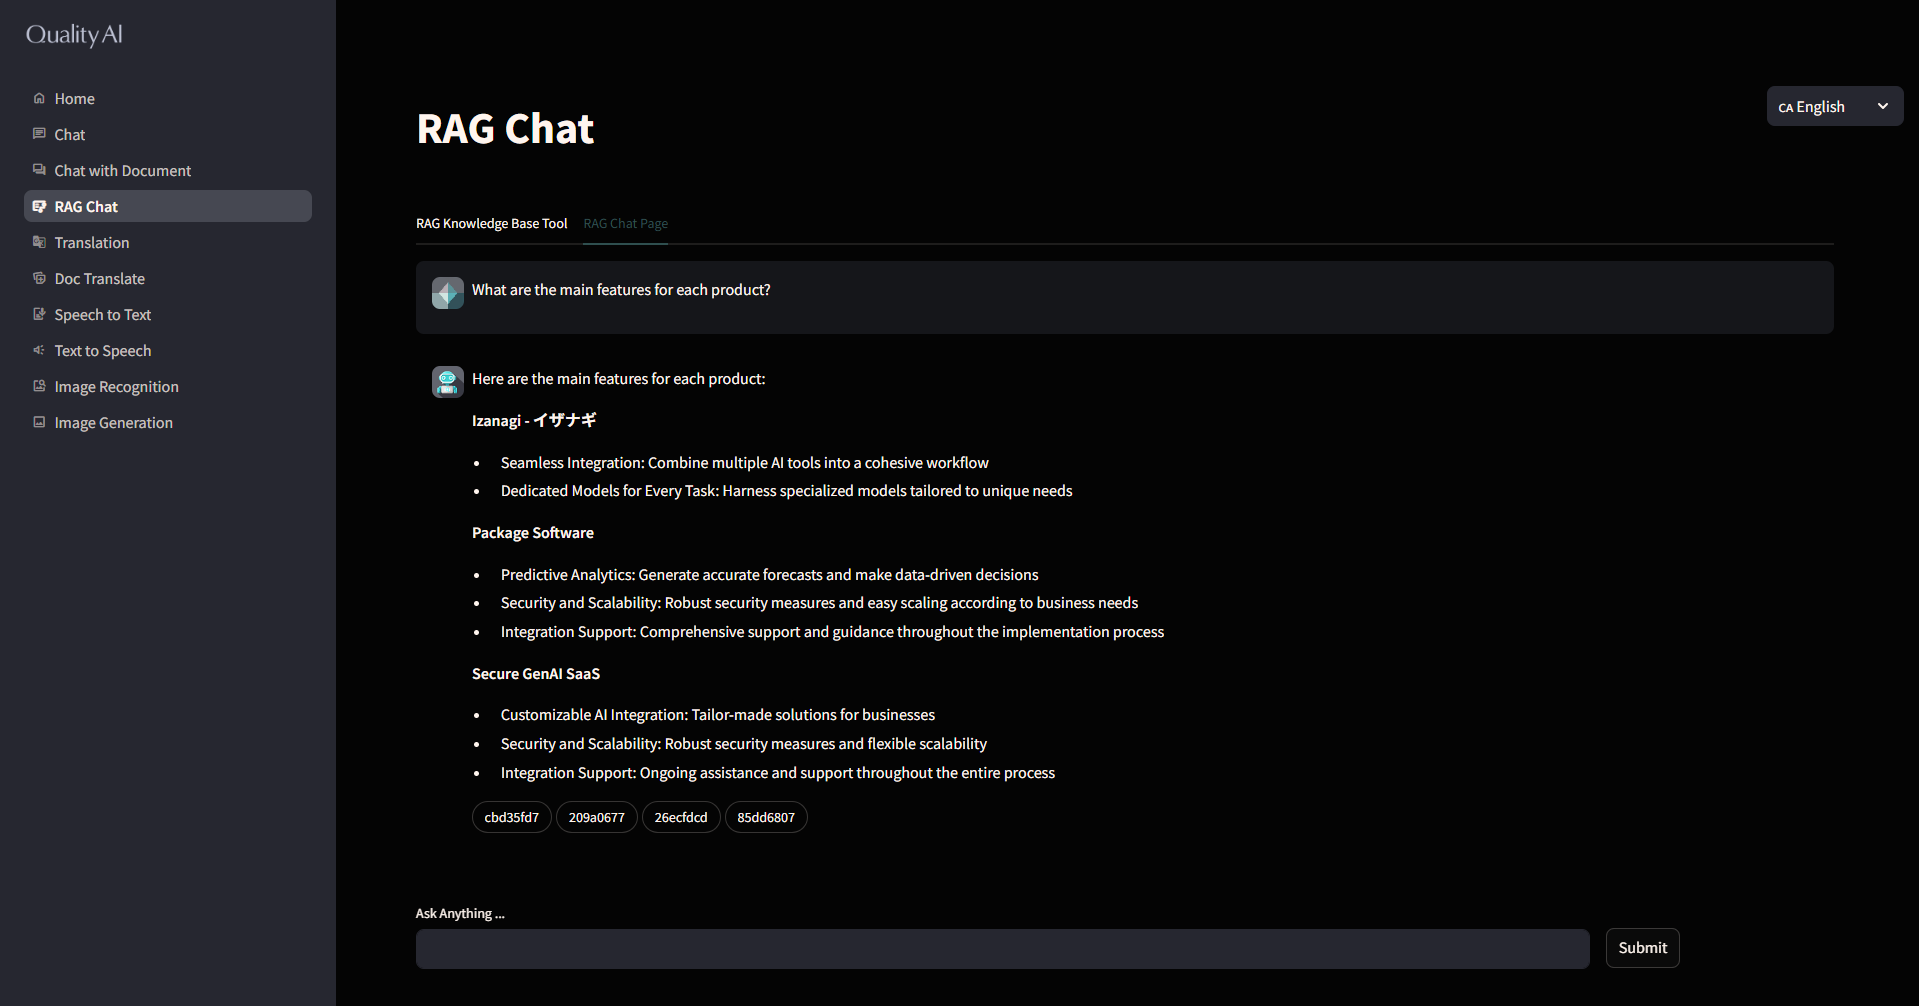 Quality AI
Home
Chat
Chat with Document
RAG Chat
Translation
Doc Translate
Speech to Text
Text to Speech
Image Recognition
Image Generation
CA English
RAG Chat
RAG Knowledge Base Tool
RAG Chat Page
What are the main features for each product?
Here are the main features for each product:
Izanagi - イザナギ
• Seamless Integration: Combine multiple AI tools into a cohesive workflow
• Dedicated Models for Every Task: Harness specialized models tailored to unique needs
Package Software
• Predictive Analytics: Generate accurate forecasts and make data-driven decisions
• Security and Scalability: Robust security measures and easy scaling according to business needs
• Integration Support: Comprehensive support and guidance throughout the implementation process
Secure GenAI SaaS
• Customizable AI Integration: Tailor-made solutions for businesses
• Security and Scalability: Robust security measures and flexible scalability
• Integration Support: Ongoing assistance and support throughout the entire process
cbd35fd7 209a0677 26ecfdcd 85dd6807
Ask Anything ...
Submit